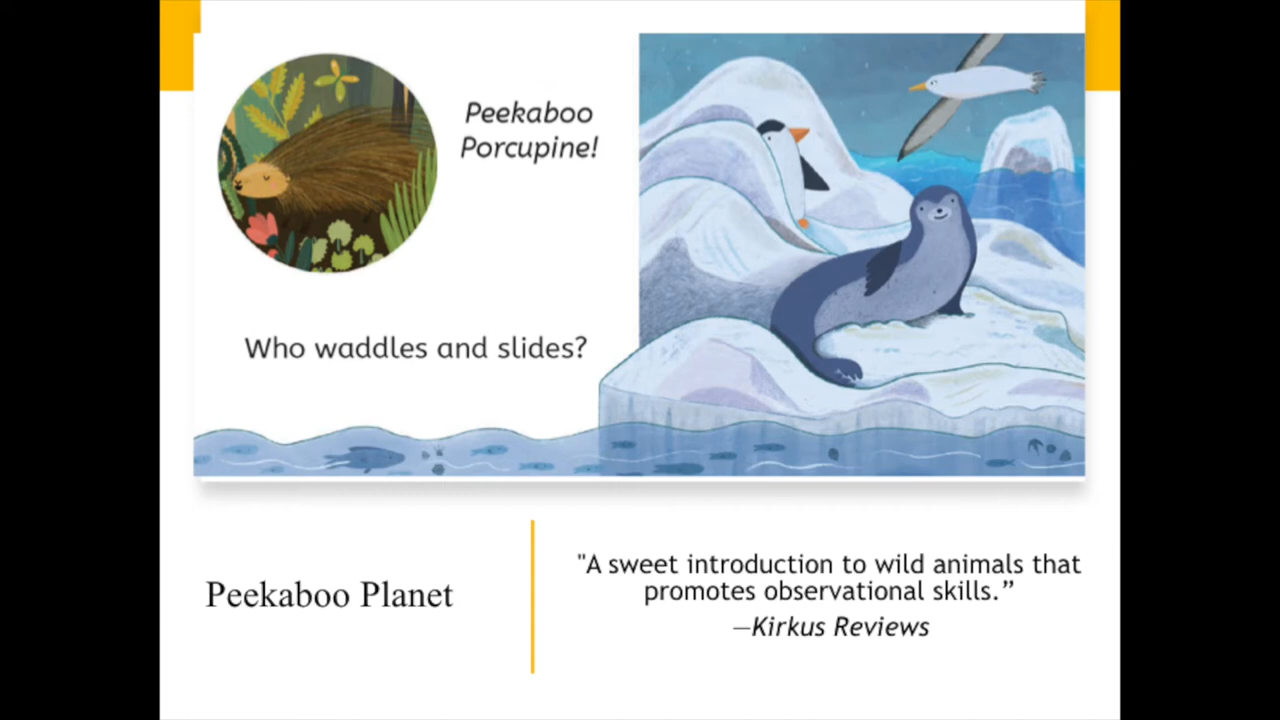 Peekaboo
Porcupine!
Who waddles and slides?
Peekaboo Planet
"A sweet introduction to wild animals that
promotes observational skills.”
—Kirkus Reviews